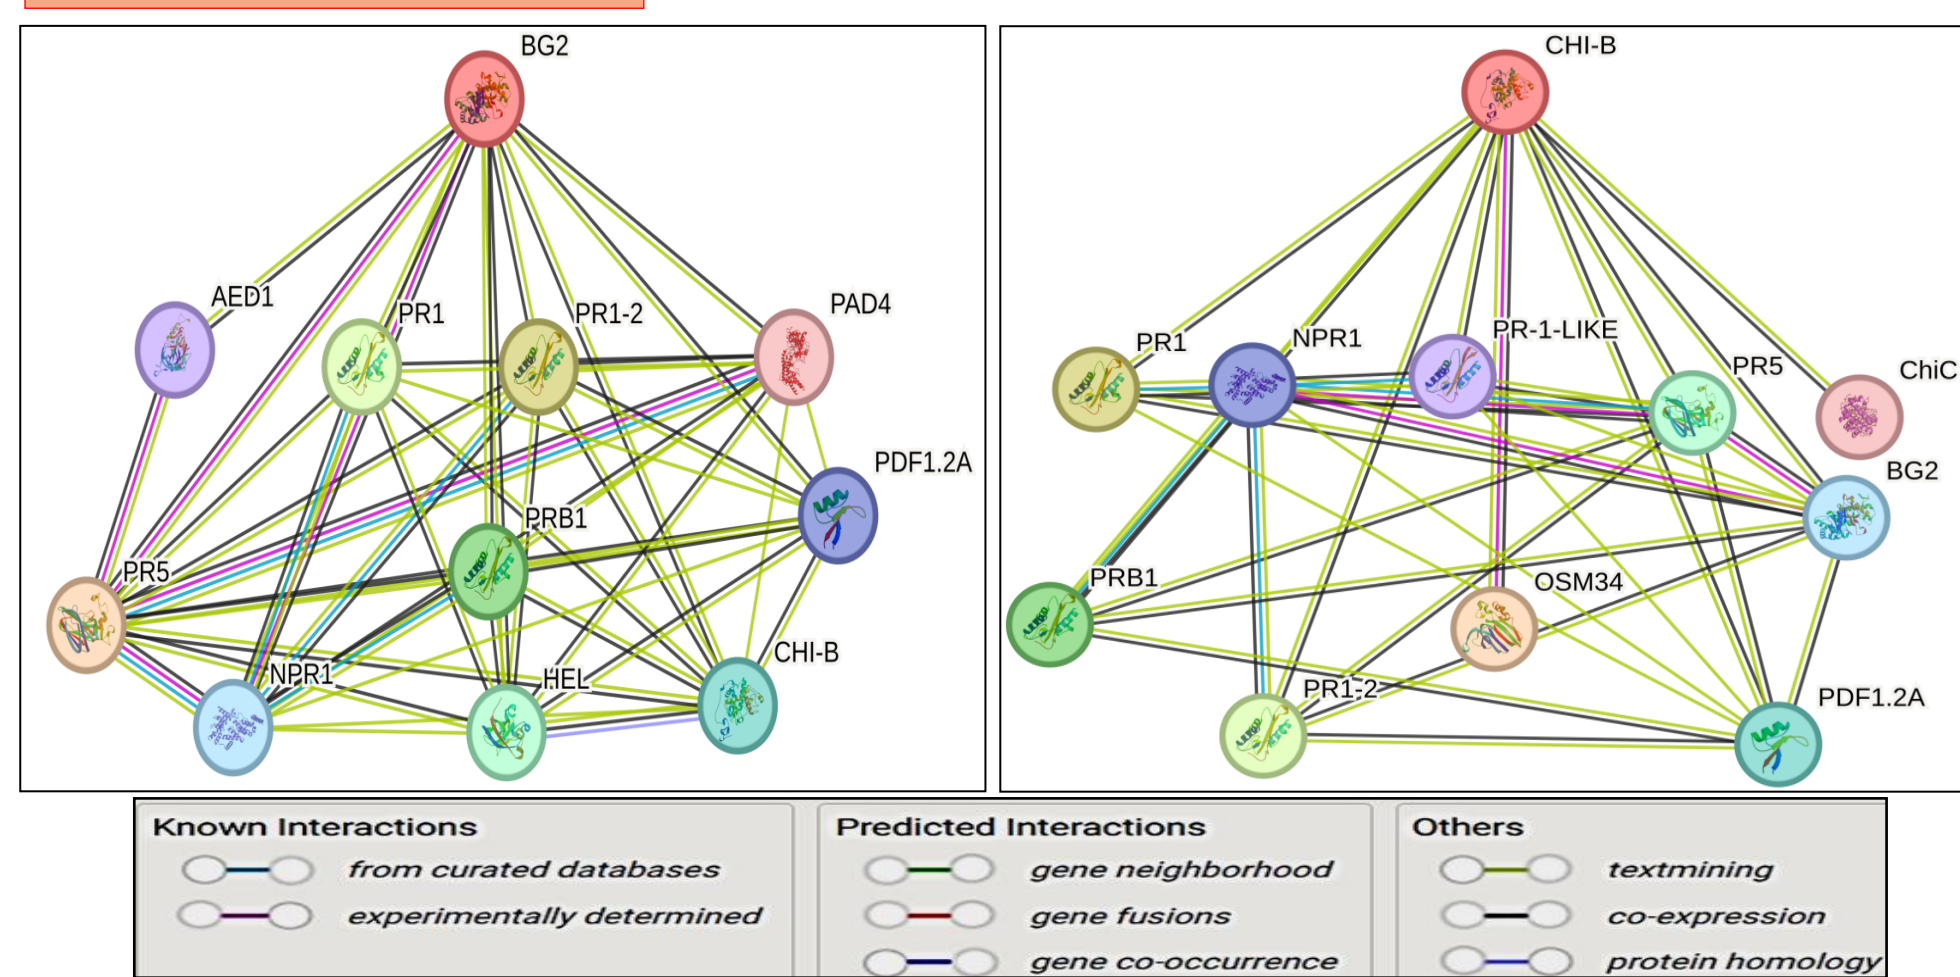 BG2
AED1
PR1
PR1-2
PAD4
PDF1.2A
PRB1
PR5
CHI-B
NPR1
HEL
CHI-B
PR1
NPR1
PR-1-LIKE
PR5
ChiC
BG2
PRB1
OSM34
PR1-2
PDF1.2A
Known Interactions
from curated databases
experimentally determined
Predicted Interactions
gene neighborhood
gene fusions
gene co-occurrence
Others
textmining
co-expression
protein homology